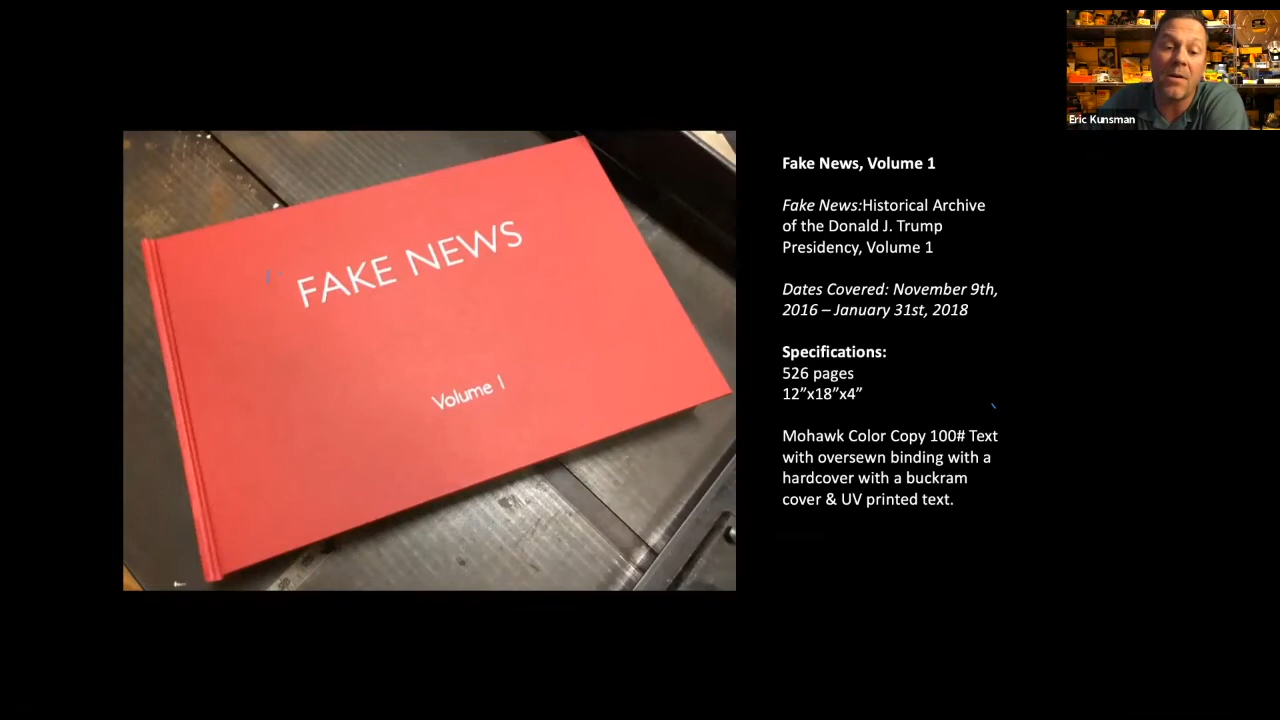 Eric Kunsman
FAKE NEWS
Volume 1
Fake News, Volume 1
Fake News:Historical Archive
of the Donald J. Trump
Presidency, Volume 1
Dates Covered: November 9th,
2016 – January 31st, 2018
Specifications:
526 pages
12”x18”x4”
Mohawk Color Copy 100# Text
with oversewn binding with a
hardcover with a buckram
cover & UV printed text.